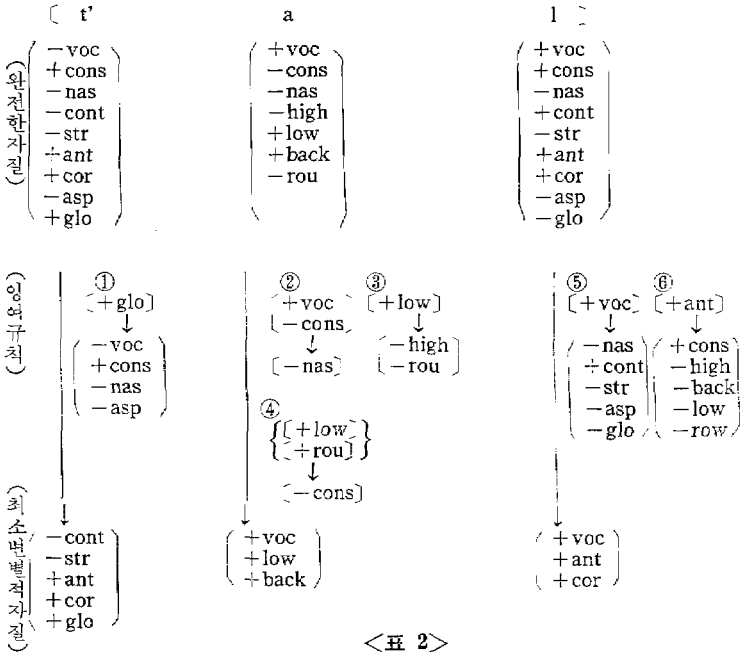 〔 t’ a l 〕
(완전한자질)
−voc +voc +voc
+cons −cons +cons
−nas −nas −nas
−cont −high +cont
−str +low −str
+ant +back +ant
+cor −rou +cor
−asp −asp
+glo −glo
(잉여규칙)
① ② ③ ⑤ ⑥
〔+glo〕 〔+voc −cons〕 〔+low〕 〔+voc〕 〔+ant〕
↓ ↓ ↓ ↓ ↓
−voc 〔−nas〕 −high −nas +cons
+cons −rou +cont −high
−nas −str −back
−asp −asp −low
−glo −row
④
{〔+low〕
〔+rou〕}
↓
〔−cons〕
(최소변별적자질)
−cont +voc +voc
−str +low +ant
+ant +back +cor
+cor
+glo
<표 2>